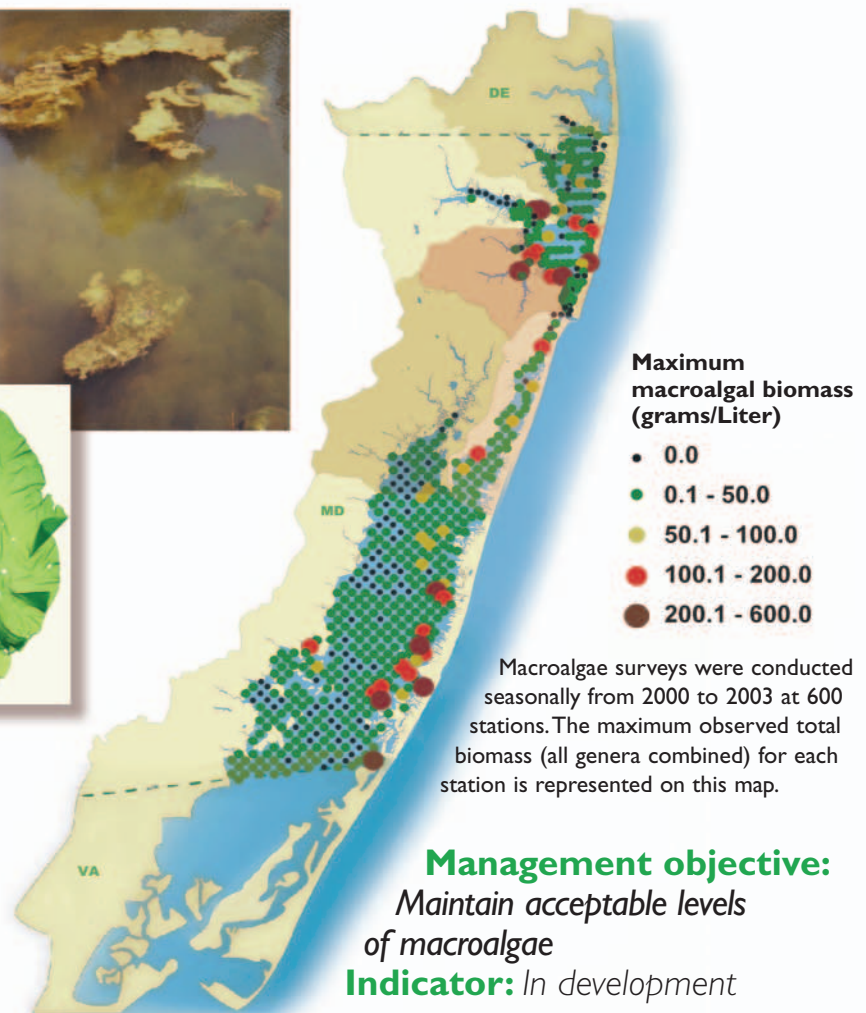 DE
MD
VA
Maximum
macroalgal biomass
(grams/Liter)
0.0
0.1 - 50.0
50.1 - 100.0
100.1 - 200.0
200.1 - 600.0
Macroalgae surveys were conducted
seasonally from 2000 to 2003 at 600
stations. The maximum observed total
biomass (all genera combined) for each
station is represented on this map.
Management objective:
Maintain acceptable levels
of macroalgae
Indicator: In development